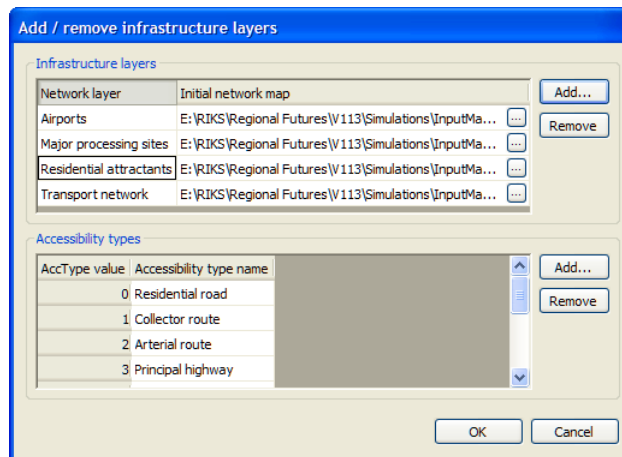 Add / remove infrastructure layers
Infrastructure layers
Network layer Initial network map
Add...
Airports E:\RIKS\Regional Futures\V113\Simulations\InputMa... ...
Remove
Major processing sites E:\RIKS\Regional Futures\V113\Simulations\InputMa... ...
Residential attractants E:\RIKS\Regional Futures\V113\Simulations\InputMa... ...
Transport network E:\RIKS\Regional Futures\V113\Simulations\InputMa... ...
Accessibility types
AccType value Accessibility type name
Add...
0 Residential road
Remove
1 Collector route
2 Arterial route
3 Principal highway
OK Cancel